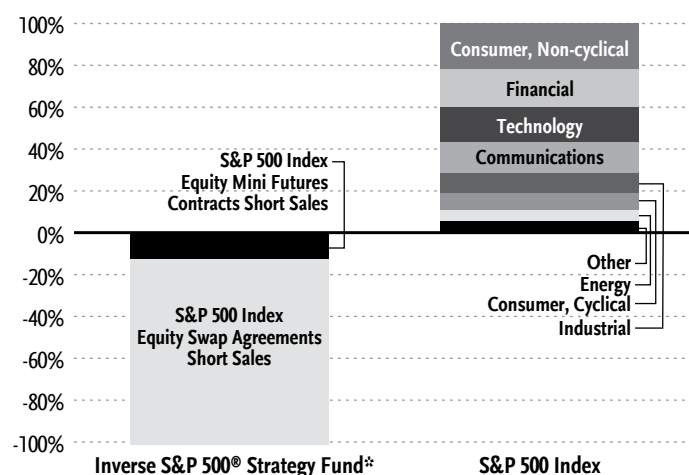 100%
80%
60%
40%
20%
0%
-20%
-40%
-60%
-80%
-100%
S&P 500 Index
Equity Mini Futures
Contracts Short Sales
S&P 500 Index
Equity Swap Agreements
Short Sales
Consumer, Non-cyclical
Financial
Technology
Communications
Other
Energy
Consumer, Cyclical
Industrial
Inverse S&P 500® Strategy Fund*
S&P 500 Index